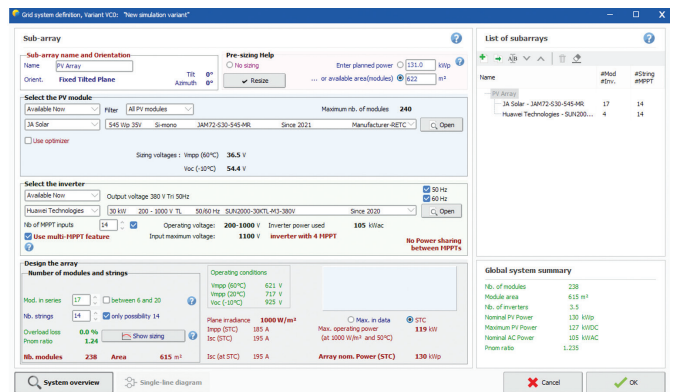 Grid system definition, Variant VC0: "New simulation variant"
Sub-array
Sub-array name and Orientation
Name PV Array
Orient. Fixed Tilted Plane
Tilt 0°
Azimuth 0°
Pre-sizing Help
No sizing
Enter planned power 131.0 kWp
Resize
... or available area(modules) 622 m²
Select the PV module
Available Now Filter All PV modules Maximum nb. of modules 240
JA Solar 545 Wp 35V Si-mono JAM72-S30-545-MR Since 2021 Manufacturer-RETC Open
Use optimizer
Sizing voltages : Vmpp (60°C) 36.5 V
Voc (-10°C) 54.4 V
Select the inverter
Available Now Output voltage 380 V Tri 50Hz
50 Hz
60 Hz
Huawei Technologies 30 kW 200 - 1000 V TL 50/60 Hz SUN2000-30KTL-M3-380V Since 2020 Open
Nb of MPPT inputs 14 Operating voltage: 200-1000 V Inverter power used 105 kWac
Use multi-MPPT feature Input maximum voltage: 1100 V inverter with 4 MPPT
No Power sharing
between MPPTs
Design the array
Number of modules and strings
Mod. in series 17 between 6 and 20
Nb. strings 14 only possibility 14
Overload loss 0.0 %
Pnom ratio 1.24
Show sizing
Nb. modules 238 Area 615 m²
Operating conditions
Vmpp (60°C) 621 V
Vmpp (20°C) 717 V
Voc (-10°C) 925 V
Plane irradiance 1000 W/m²
Impp (STC) 185 A
Isc (STC) 195 A
Isc (at STC) 195 A
Max. in data STC
Max. operating power 119 kW
(at 1000 W/m² and 50°C)
Array nom. Power (STC) 130 kWp
List of subarrays
Name #Mod #String
#Inv. #MPPT
PV Array
JA Solar - JAM72-S30-545-MR 17 14
Huawei Technologies - SUN200... 4 14
Global system summary
Nb. of modules 238
Module area 615 m²
Nb. of inverters 3.5
Nominal PV Power 130 kWp
Maximum PV Power 127 kWDC
Nominal AC Power 105 kWAC
Pnom ratio 1.235
System overview
Single-line diagram
Cancel
OK